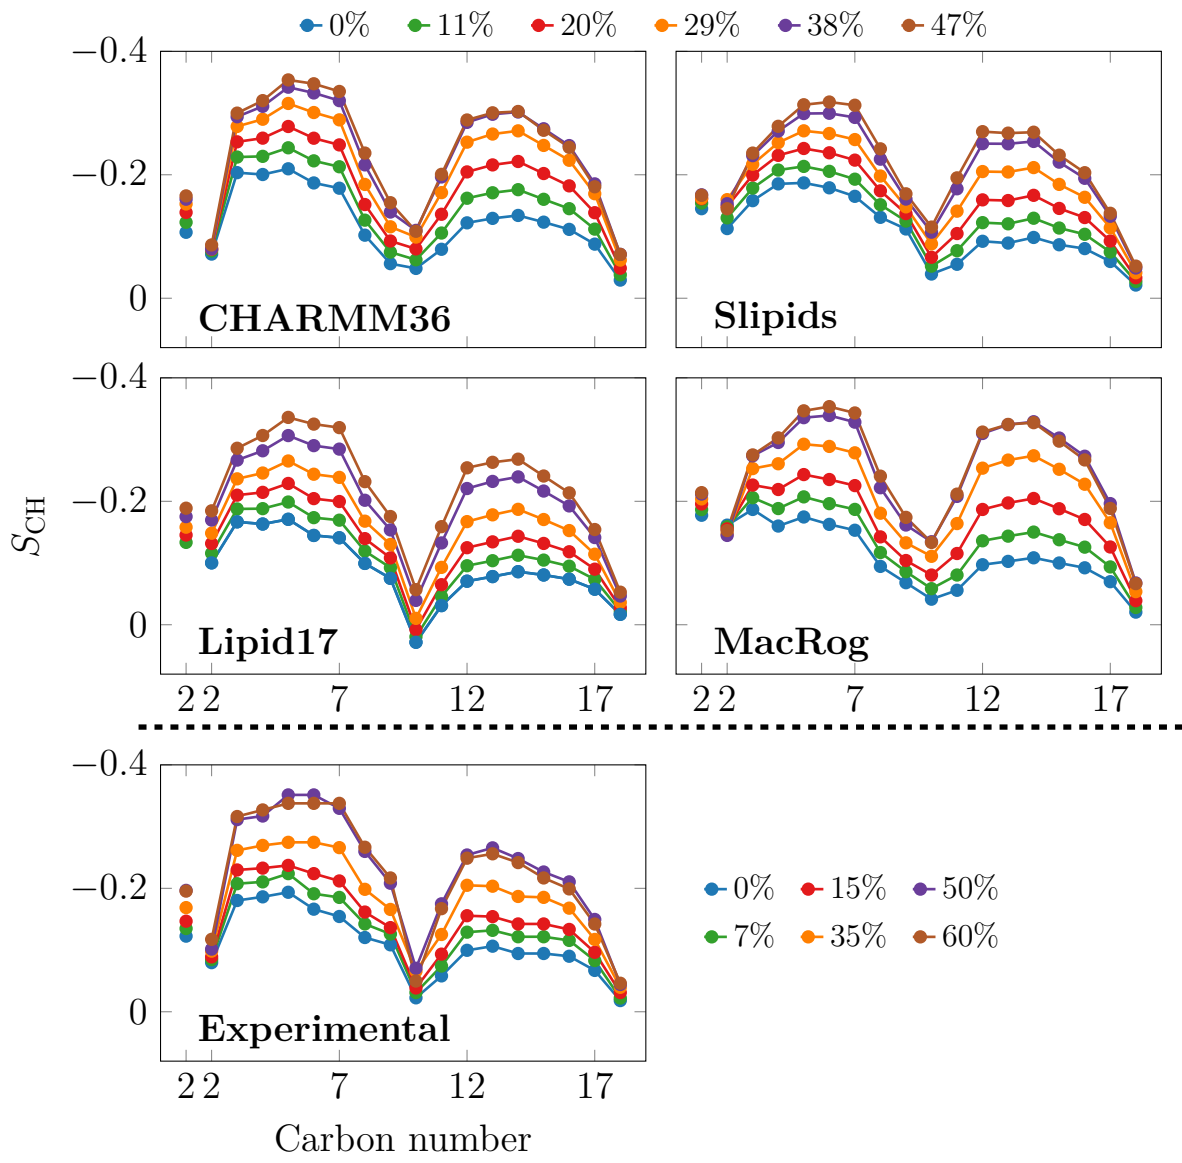 0% 11% 20% 29% 38% 47%
−0.4
−0.2
0
CHARMM36
Slipids
−0.4
−0.2
0
Lipid17
MacRog
2 2 7 12 17
2 2 7 12 17
S_CH
−0.4
−0.2
0
Experimental
2 2 7 12 17
Carbon number
0% 15% 50%
7% 35% 60%